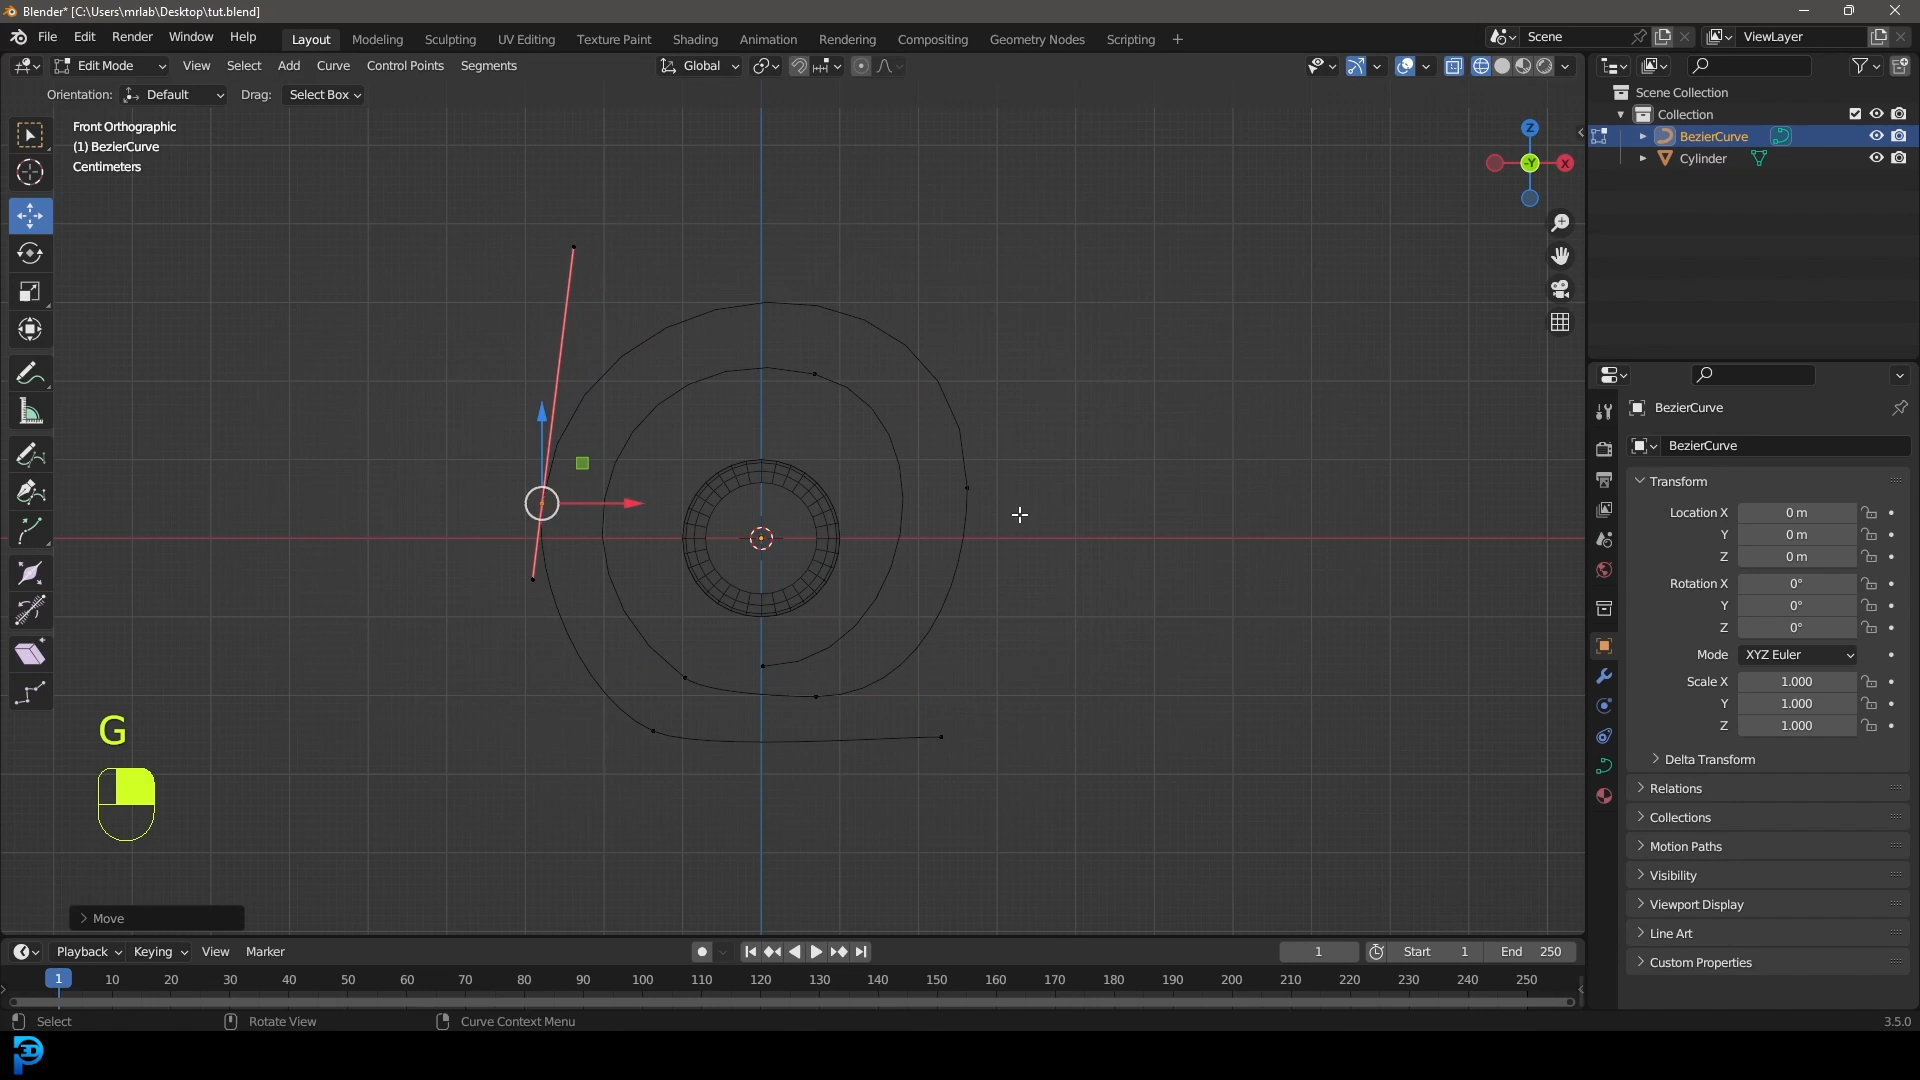 Blender* [C:\Users\mrlab\Desktop\tut.blend]
File Edit Render Window Help Layout Modeling Sculpting UV Editing Texture Paint Shading Animation Rendering Compositing Geometry Nodes Scripting + Scene ViewLayer
Edit Mode View Select Add Curve Control Points Segments Global
Orientation: Default Drag: Select Box
Front Orthographic
(1) BezierCurve
Centimeters
Z
-Y X
Scene Collection
Collection
BezierCurve
Cylinder
BezierCurve
BezierCurve
Transform
Location X 0 m
Y 0 m
Z 0 m
Rotation X 0°
Y 0°
Z 0°
Mode XYZ Euler
Scale X 1.000
Y 1.000
Z 1.000
Delta Transform
Relations
Collections
Motion Paths
Visibility
Viewport Display
Line Art
Custom Properties
G
Move
Playback Keying View Marker 1 Start 1 End 250
1 10 20 30 40 50 60 70 80 90 100 110 120 130 140 150 160 170 180 190 200 210 220 230 240 250
Select Rotate View Curve Context Menu 3.5.0